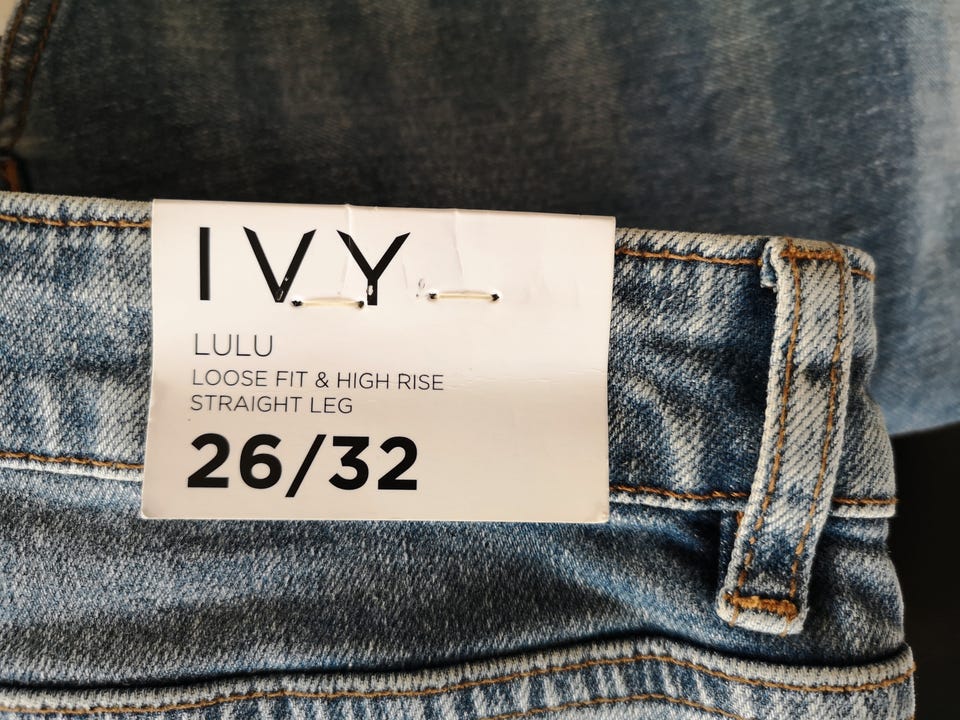 IVY
LULU
LOOSE FIT & HIGH RISE
STRAIGHT LEG
26/32